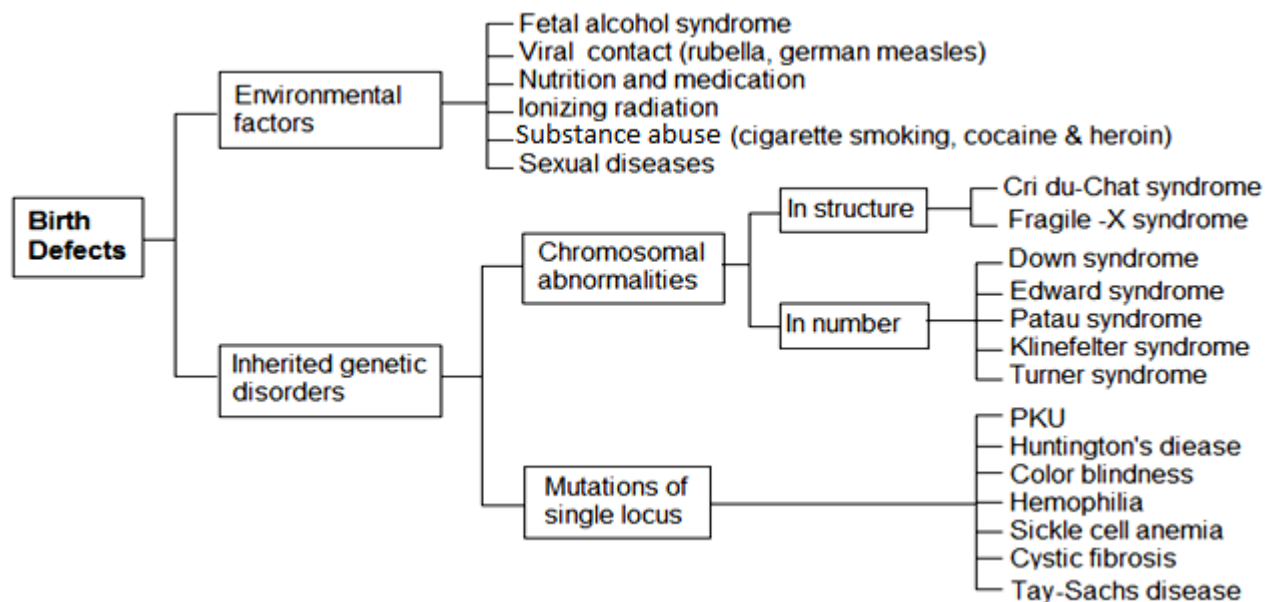 Fetal alcohol syndrome
Viral contact (rubella, german measles)
Nutrition and medication
Ionizing radiation
Substance abuse (cigarette smoking, cocaine & heroin)
Sexual diseases
Environmental
factors
Birth
Defects
Inherited genetic
disorders
Chromosomal
abnormalities
In structure
Cri du-Chat syndrome
Fragile -X syndrome
In number
Down syndrome
Edward syndrome
Patau syndrome
Klinefelter syndrome
Turner syndrome
Mutations of
single locus
PKU
Huntington's diease
Color blindness
Hemophilia
Sickle cell anemia
Cystic fibrosis
Tay-Sachs disease